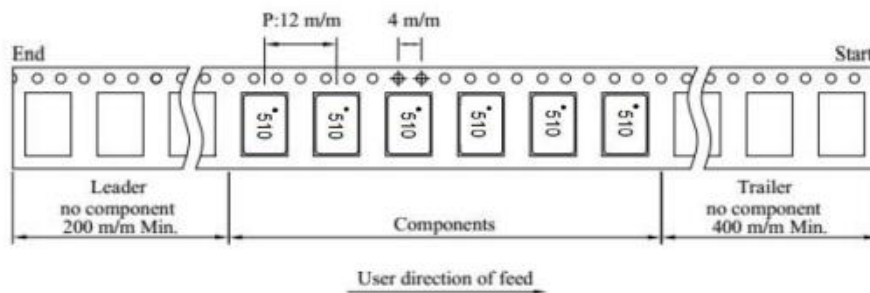 P:12 m/m
4 m/m
End
Start
510
510
510
510
510
510
Leader
no component
200 m/m Min.
Components
Trailer
no component
400 m/m Min.
User direction of feed